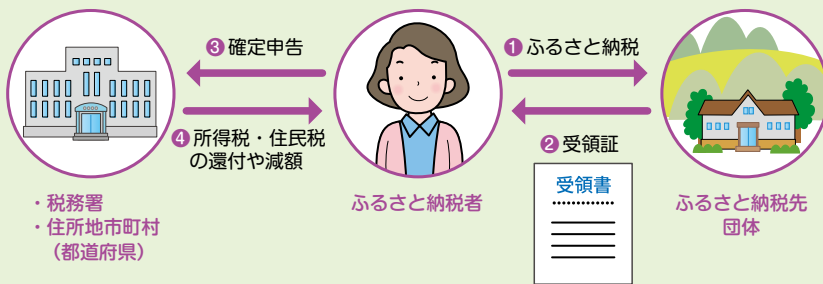 ❸確定申告
❶ふるさと納税
❹所得税・住民税
の還付や減額
❷受領証
受領書
・税務署
・住所地市町村
（都道府県）
ふるさと納税者
ふるさと納税先
団体